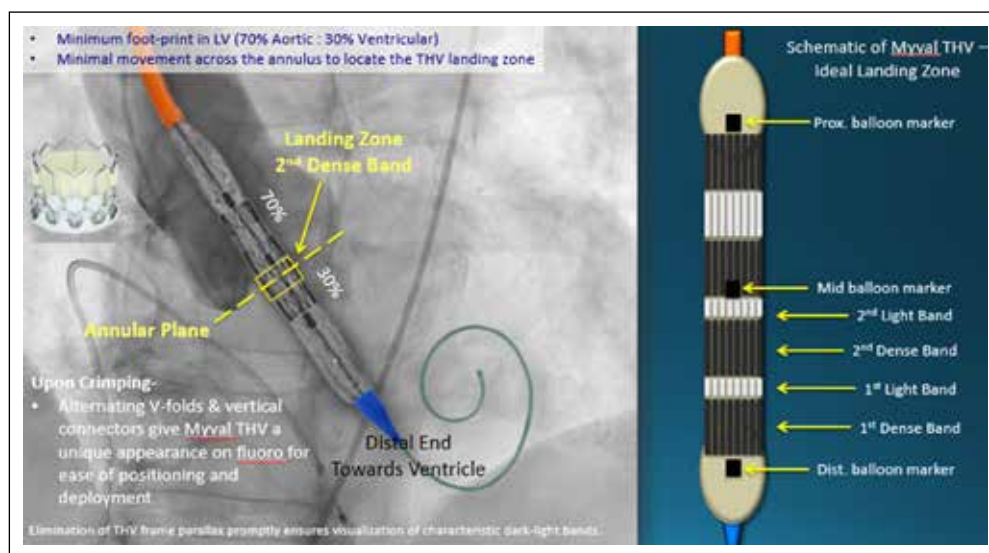 • Minimum foot-print in LV (70% Aortic : 30% Ventricular)
• Minimal movement across the annulus to locate the THV landing zone
Landing Zone
2nd Dense Band
70%
30%
Annular Plane
Upon Crimping-
• Alternating V-folds & vertical
connectors give Myval THV a
unique appearance on fluoro for
ease of positioning and
deployment
Distal End
Towards Ventricle
Elimination of THV frame parallax promptly ensures visualization of characteristic dark-light bands.
Schematic of Myval THV –
Ideal Landing Zone
Prox. balloon marker
Mid balloon marker
2nd Light Band
2nd Dense Band
1st Light Band
1st Dense Band
Dist. balloon marker